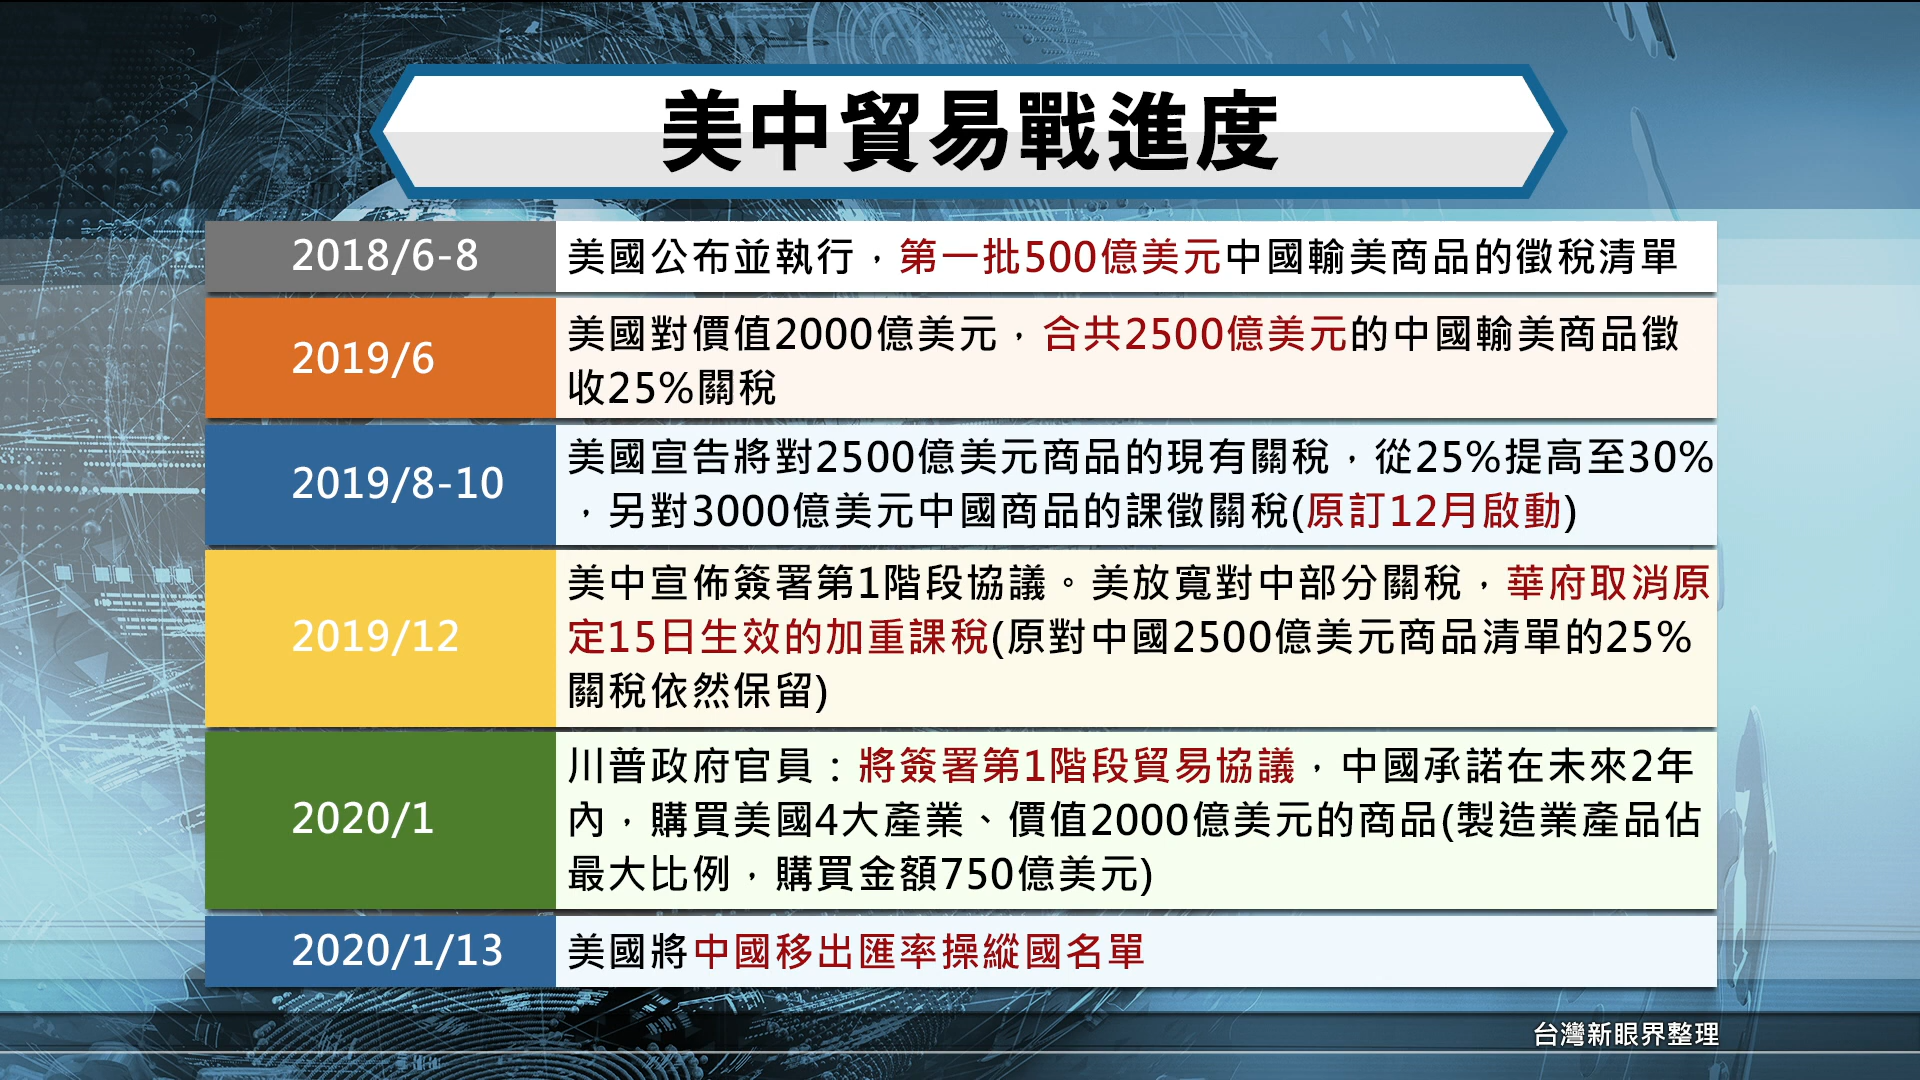 美中貿易戰進度
2018/6-8
美國公布並執行，第一批500億美元中國輸美商品的徵稅清單
2019/6
美國對價值2000億美元，合共2500億美元的中國輸美商品徵
收25%關稅
2019/8-10
美國宣告將對2500億美元商品的現有關稅，從25%提高至30%
，另對3000億美元中國商品的課徵關稅(原訂12月啟動)
2019/12
美中宣佈簽署第1階段協議。美放寬對中部分關稅，華府取消原
定15日生效的加重課稅(原對中國2500億美元商品清單的25%
關稅依然保留)
2020/1
川普政府官員：將簽署第1階段貿易協議，中國承諾在未來2年
內，購買美國4大產業、價值2000億美元的商品(製造業產品佔
最大比例，購買金額750億美元)
2020/1/13
美國將中國移出匯率操縱國名單
台灣新眼界整理